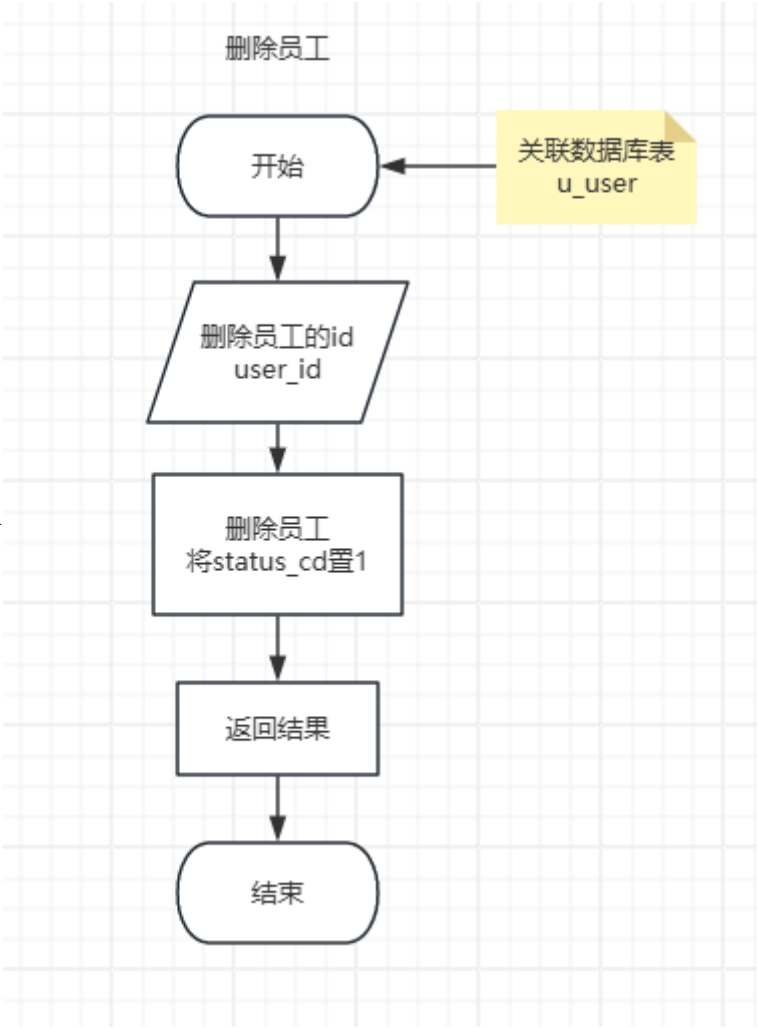 删除员工
开始
关联数据库表
u_user
删除员工的id
user_id
删除员工
将status_cd置1
返回结果
结束